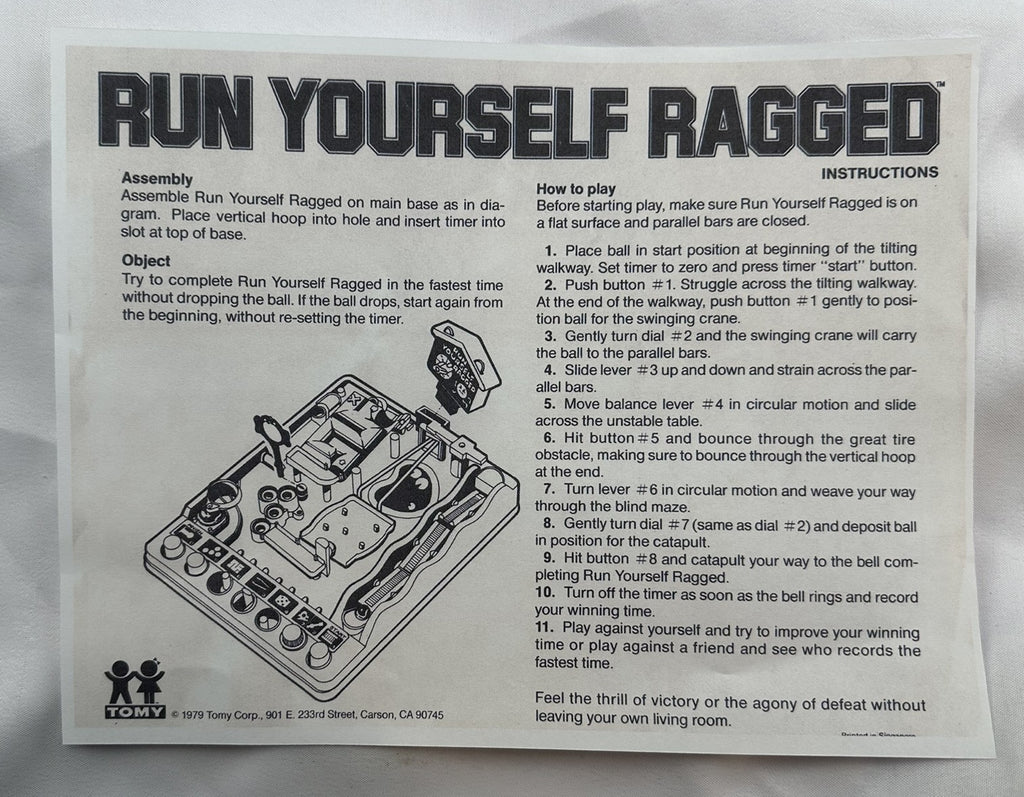 RUN YOURSELF RAGGED™
INSTRUCTIONS
Assembly
Assemble Run Yourself Ragged on main base as in dia-
gram. Place vertical hoop into hole and insert timer into
slot at top of base.
Object
Try to complete Run Yourself Ragged in the fastest time
without dropping the ball. If the ball drops, start again from
the beginning, without re-setting the timer.
How to play
Before starting play, make sure Run Yourself Ragged is on
a flat surface and parallel bars are closed.
1. Place ball in start position at beginning of the tilting
walkway. Set timer to zero and press timer "start" button.
2. Push button #1. Struggle across the tilting walkway.
At the end of the walkway, push button #1 gently to posi-
tion ball for the swinging crane.
3. Gently turn dial #2 and the swinging crane will carry
the ball to the parallel bars.
4. Slide lever #3 up and down and strain across the par-
allel bars.
5. Move balance lever #4 in circular motion and slide
across the unstable table.
6. Hit button #5 and bounce through the great tire
obstacle, making sure to bounce through the vertical hoop
at the end.
7. Turn lever #6 in circular motion and weave your way
through the blind maze.
8. Gently turn dial #7 (same as dial #2) and deposit ball
in position for the catapult.
9. Hit button #8 and catapult your way to the bell com-
pleting Run Yourself Ragged.
10. Turn off the timer as soon as the bell rings and record
your winning time.
11. Play against yourself and try to improve your winning
time or play against a friend and see who records the
fastest time.
Feel the thrill of victory or the agony of defeat without
leaving your own living room.
RUN YOURSELF RAGGED
TOMY
© 1979 Tomy Corp., 901 E. 233rd Street, Carson, CA 90745
Printed in Singapore